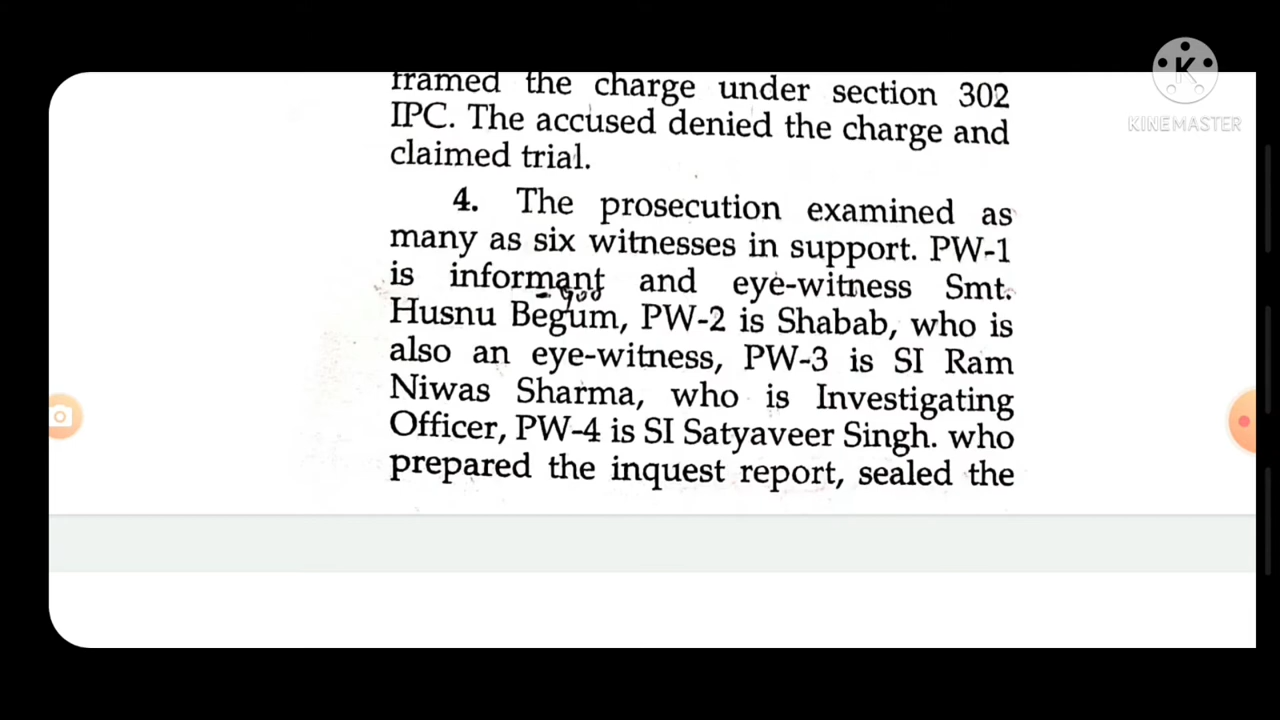 framed the charge under section 302
IPC. The accused denied the charge and
claimed trial.
4. The prosecution examined as
many as six witnesses in support. PW-1
is informant and eye-witness Smt.
Husnu Begum, PW-2 is Shabab, who is
also an eye-witness, PW-3 is SI Ram
Niwas Sharma, who is Investigating
Officer, PW-4 is SI Satyaveer Singh. who
prepared the inquest report, sealed the
K
KINEMASTER